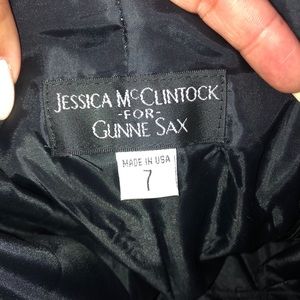 JESSICA MCCLINTOCK
-FOR-
GUNNE SAX
MADE IN USA
7